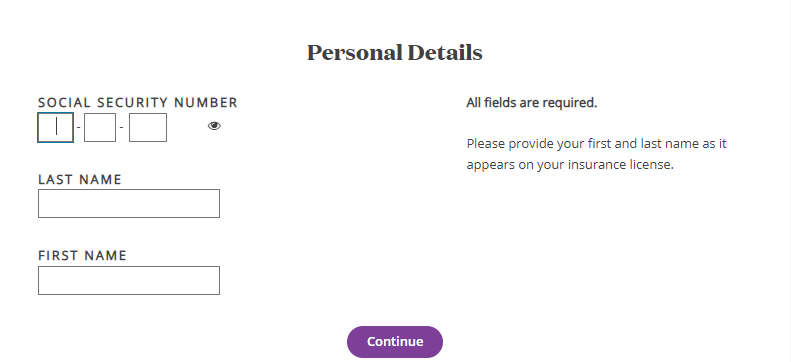 Personal Details
SOCIAL SECURITY NUMBER
- -
LAST NAME
FIRST NAME
All fields are required.
Please provide your first and last name as it
appears on your insurance license.
Continue